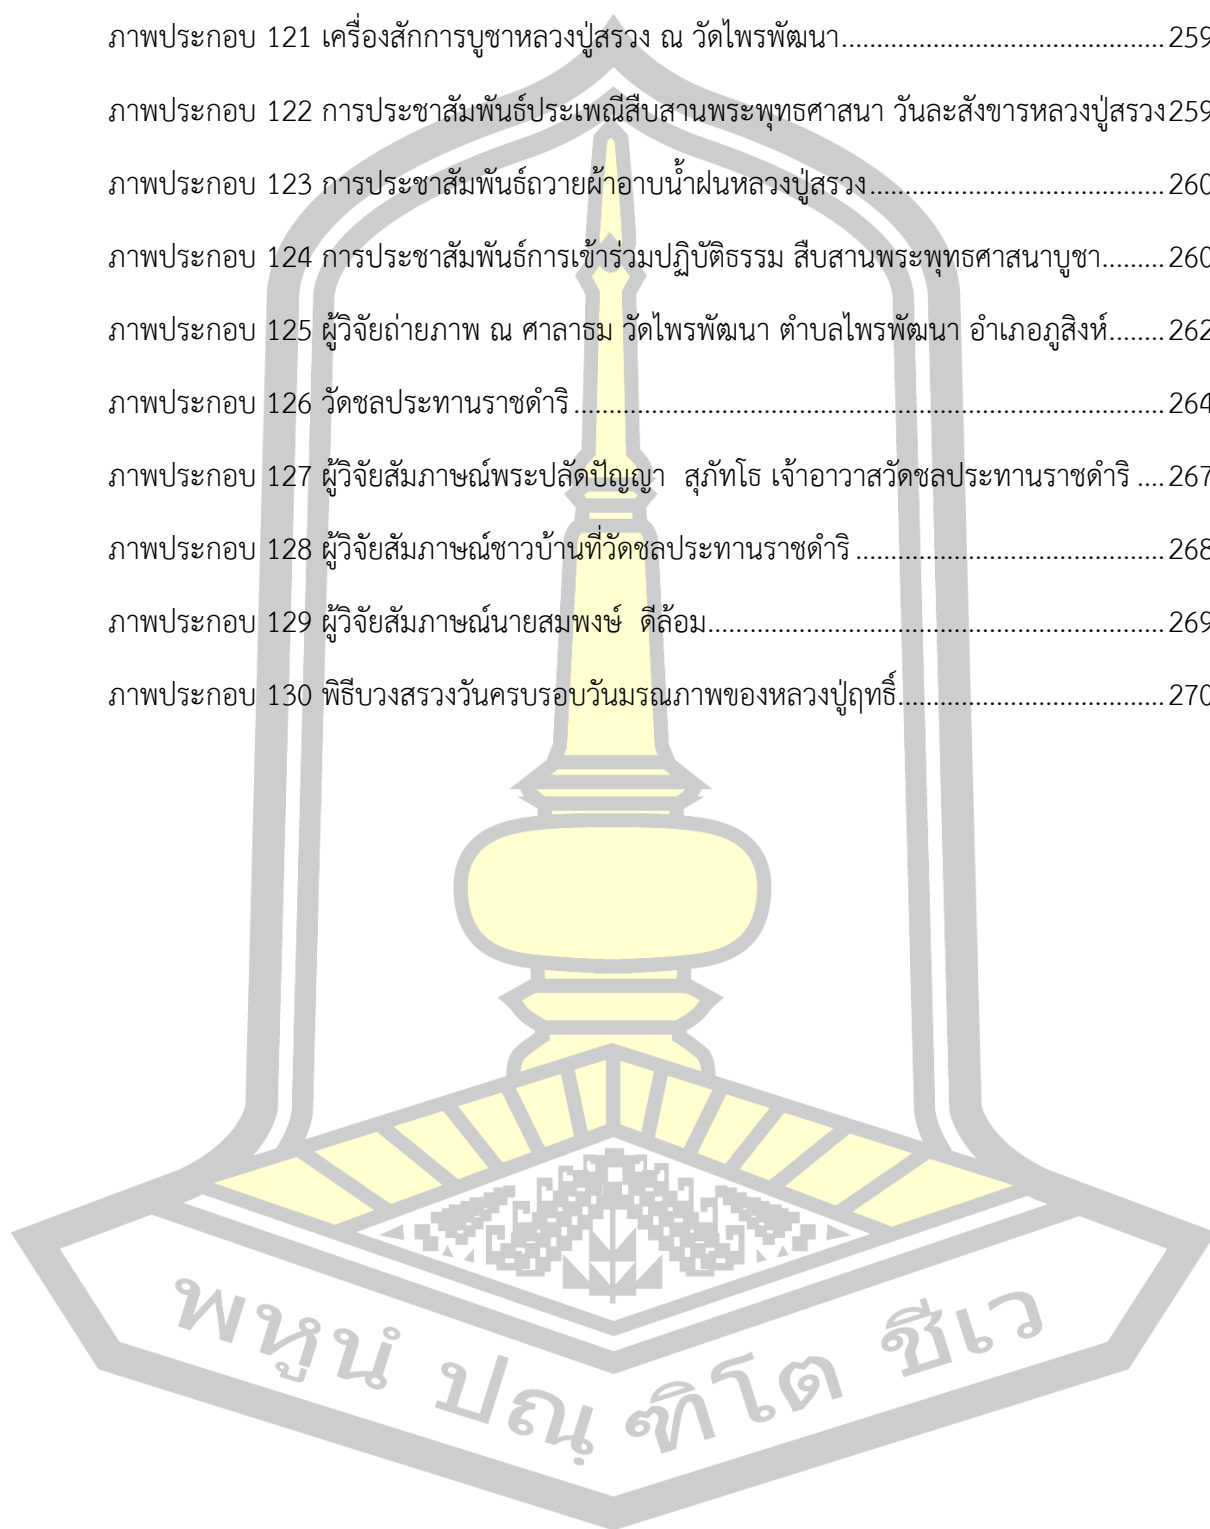 ภาพประกอบ 121 เครื่องสักการบูชาหลวงปู่สรวง ณ วัดไพรพัฒนา........................................259
ภาพประกอบ 122 การประชาสัมพันธ์ประเพณีสืบสานพระพุทธศาสนา วันละสังขารหลวงปู่สรวง259
ภาพประกอบ 123 การประชาสัมพันธ์ถวายผ้าอาบน้ำฝนหลวงปู่สรวง....................................260
ภาพประกอบ 124 การประชาสัมพันธ์การเข้าร่วมปฏิบัติธรรม สืบสานพระพุทธศาสนาบูชา.........260
ภาพประกอบ 125 ผู้วิจัยถ่ายภาพ ณ ศาลาธม วัดไพรพัฒนา ตำบลไพรพัฒนา อำเภอภูสิงห์........262
ภาพประกอบ 126 วัดชลประทานราชดำริ.........................................................................264
ภาพประกอบ 127 ผู้วิจัยสัมภาษณ์พระปลัดปัญญา  สุภัทโธ เจ้าอาวาสวัดชลประทานราชดำริ ....267
ภาพประกอบ 128 ผู้วิจัยสัมภาษณ์ชาวบ้านที่วัดชลประทานราชดำริ ......................................268
ภาพประกอบ 129 ผู้วิจัยสัมภาษณ์นายสมพงษ์  ดีล้อม.........................................................269
ภาพประกอบ 130 พิธีบวงสรวงวันครบรอบวันมรณภาพของหลวงปู่ฤทธิ์.................................270
พหูนํ ปณฺฑิโต ชีเว